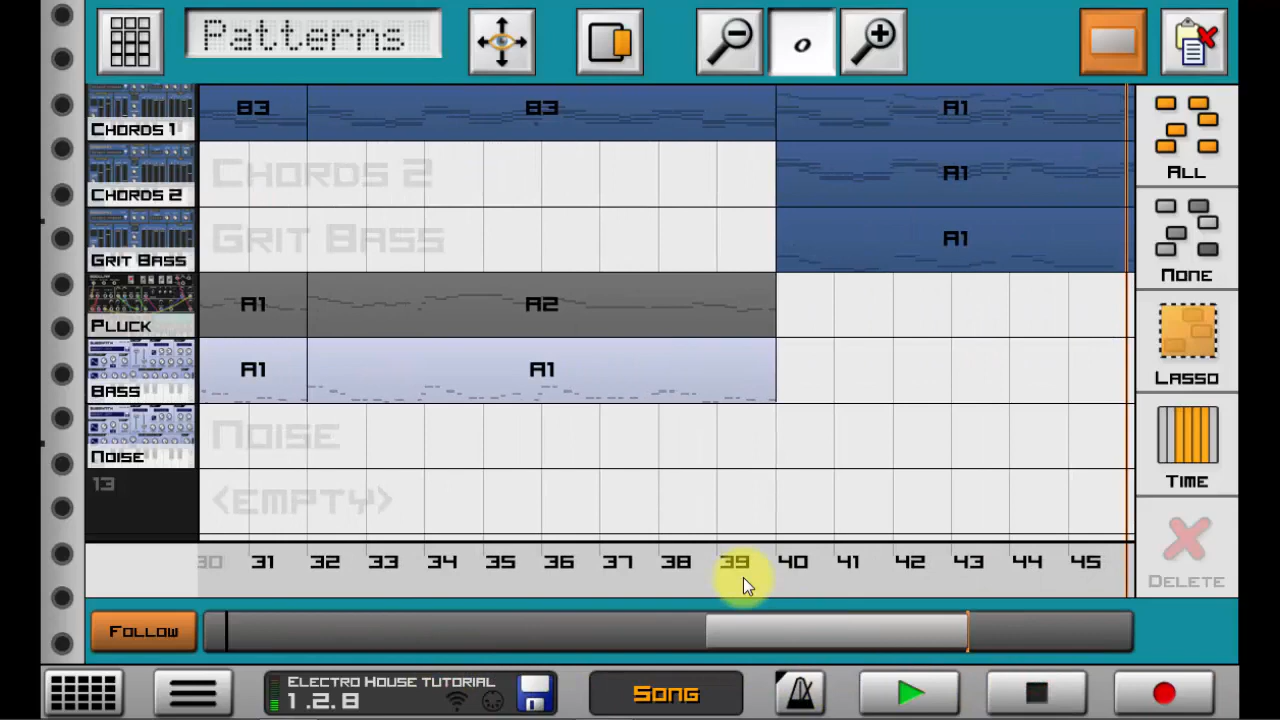 Patterns
o
Chords 1
B3
B3
A1
All
Chords 2
Chords 2
A1
Grit Bass
Grit Bass
A1
None
Pluck
A1
A2
Bass
A1
A1
Lasso
Noise
Noise
Time
13
<Empty>
30 31 32 33 34 35 36 37 38 39 40 41 42 43 44 45
Delete
Follow
Electro House tutorial
1.2.8
Song